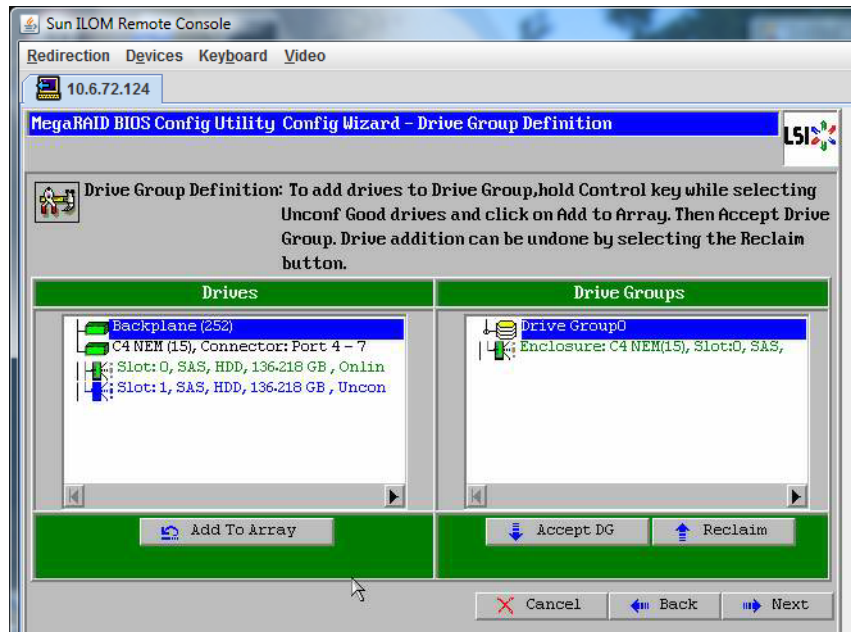 Sun ILOM Remote Console
Redirection Devices Keyboard Video
10.6.72.124
MegaRAID BIOS Config Utility Config Wizard - Drive Group Definition
LSI
Drive Group Definition: To add drives to Drive Group,hold Control key while selecting
Unconf Good drives and click on Add to Array. Then Accept Drive
Group. Drive addition can be undone by selecting the Reclaim
button.
Drives
Backplane (252)
C4 NEM (15), Connector: Port 4 - 7
Slot: 0, SAS, HDD, 136.218 GB , Onlin
Slot: 1, SAS, HDD, 136.218 GB , Uncon
Add To Array
Drive Groups
Drive Group0
Enclosure: C4 NEM(15), Slot:0, SAS,
Accept DG
Reclaim
Cancel
Back
Next